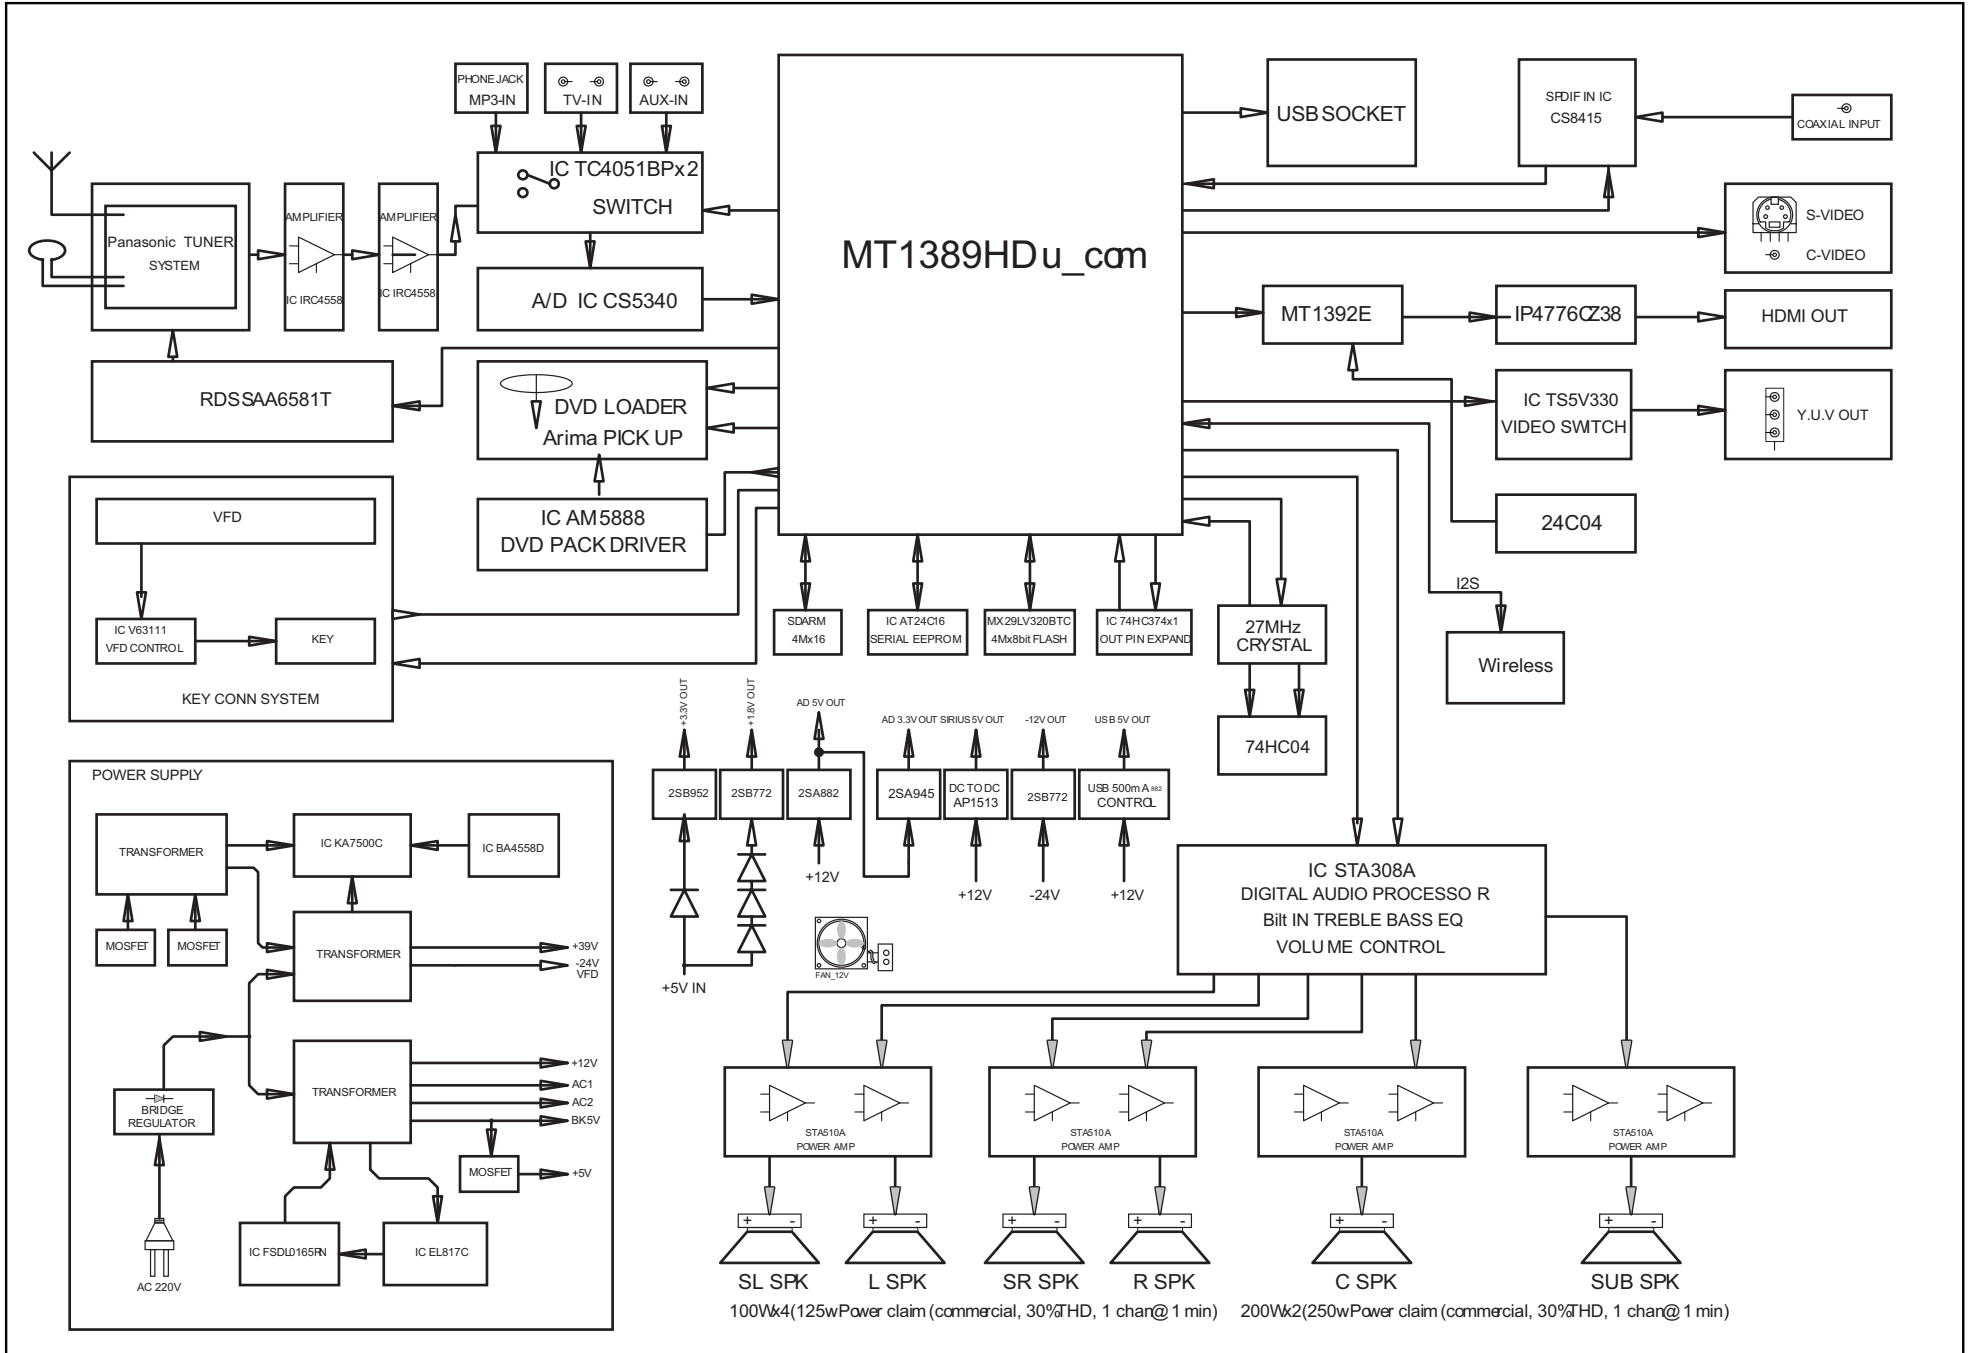 PHONE JACK
MP3-IN
TV-IN
AUX-IN
IC TC4051BPx2
SWITCH
MT1389HDu_com
USB SOCKET
SPDIF IN IC
CS8415
COAXIAL INPUT
S-VIDEO
C-VIDEO
Panasonic TUNER
SYSTEM
AMPLIFIER
IC IRC4558
AMPLIFIER
IC IRC4558
A/D IC CS5340
MT1392E
IP4776CZ38
HDMI OUT
RDSSAA6581T
DVD LOADER
Arima PICK UP
IC TS5V330
VIDEO SWITCH
Y.U.V OUT
VFD
IC AM5888
DVD PACK DRIVER
24C04
I2S
IC V63111
VFD CONTROL
KEY
KEY CONN SYSTEM
SDARM
4Mx16
IC AT24C16
SERIAL EEPROM
MX29LV320BTC
4Mx8bit FLASH
IC 74HC374x1
OUT PIN EXPAND
27MHz
CRYSTAL
Wireless
74HC04
+3.3V OUT
+1.8V OUT
AD 5V OUT
AD 3.3V OUT
SIRIUS 5V OUT
-12V OUT
USB 5V OUT
2SB952
2SB772
2SA882
2SA945
DC TO DC
AP1513
2SB772
USB 500mA 882
CONTROL
+12V
+12V
-24V
+12V
+5V IN
FAN_12V
POWER SUPPLY
TRANSFORMER
IC KA7500C
IC BA4558D
MOSFET
MOSFET
TRANSFORMER
+39V
-24V
VFD
TRANSFORMER
+12V
AC1
AC2
BK5V
BRIDGE
REGULATOR
MOSFET
+5V
IC FSDL0165RN
IC EL817C
AC 220V
IC STA308A
DIGITAL AUDIO PROCESSO R
Bilt IN TREBLE BASS EQ
VOLUME CONTROL
STA510A
POWER AMP
STA510A
POWER AMP
STA510A
POWER AMP
STA510A
POWER AMP
+ -
+ -
+ -
+ -
+ -
+ -
SL SPK
L SPK
SR SPK
R SPK
C SPK
SUB SPK
100Wx4(125wPower claim (commercial, 30%THD, 1 chan@ 1 min)
200Wx2(250wPower claim (commercial, 30%THD, 1 chan@ 1 min)